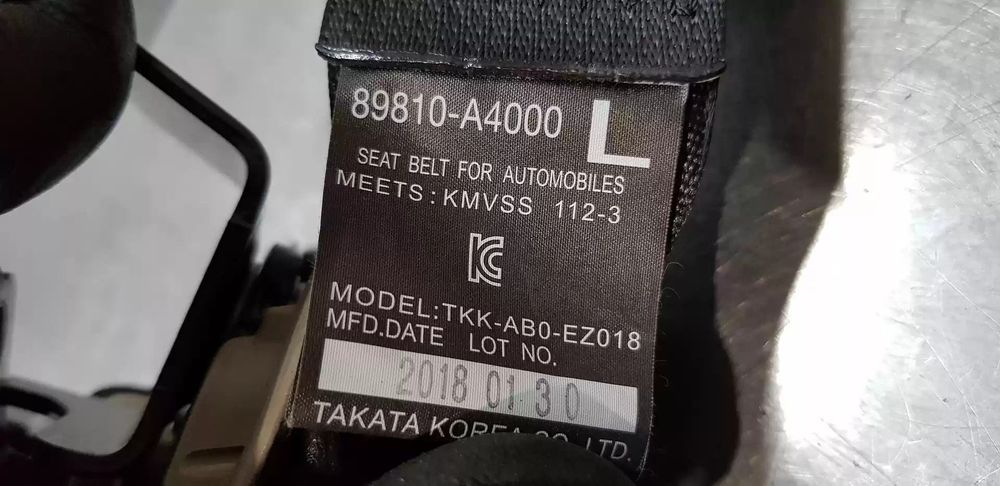 89810-A4000 L
SEAT BELT FOR AUTOMOBILES
MEETS : KMVSS 112-3
KC
MODEL:TKK-AB0-EZ018
MFD.DATE LOT NO.
2018 01 30
TAKATA KOREA CO., LTD.